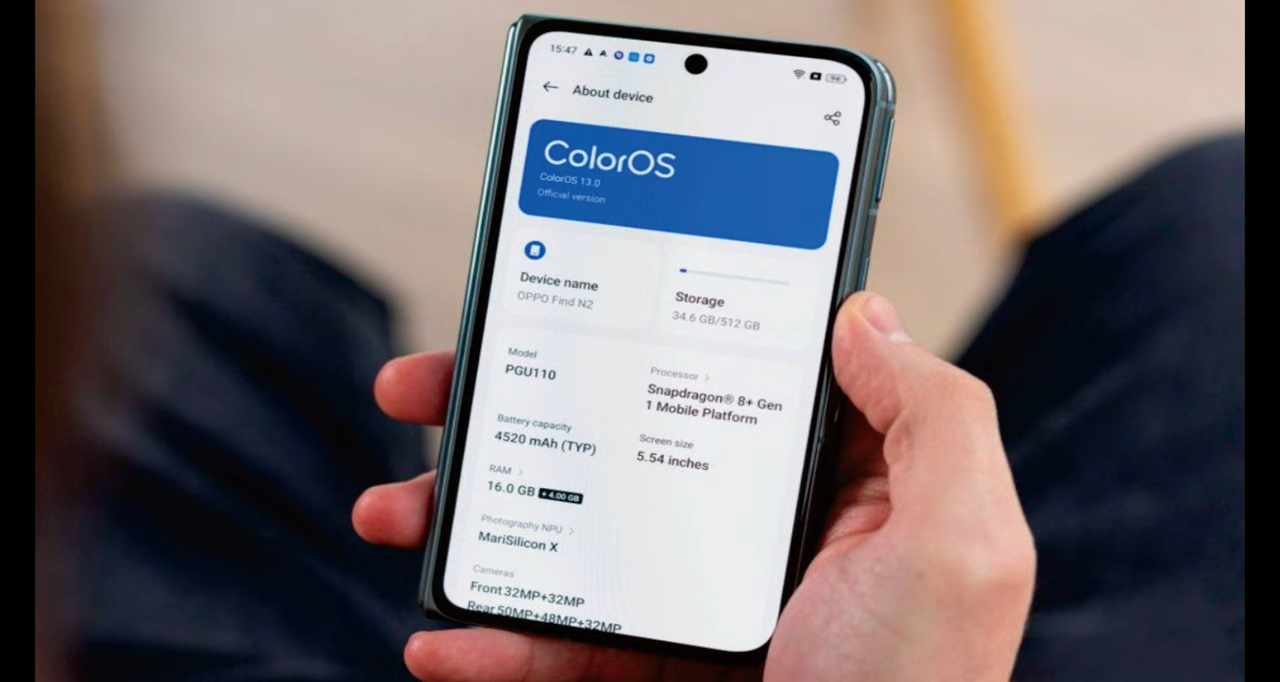 15:47
About device
ColorOS
ColorOS 13.0
Official version
Device name
OPPO Find N2
Storage
34.6 GB/512 GB
Model
PGU110
Processor >
Snapdragon® 8+ Gen
1 Mobile Platform
Battery capacity
4520 mAh (TYP)
Screen size
5.54 inches
RAM >
16.0 GB + 4.00 GB
Photography NPU >
MariSilicon X
Cameras
Front 32MP+32MP
Rear 50MP+48MP+32MP